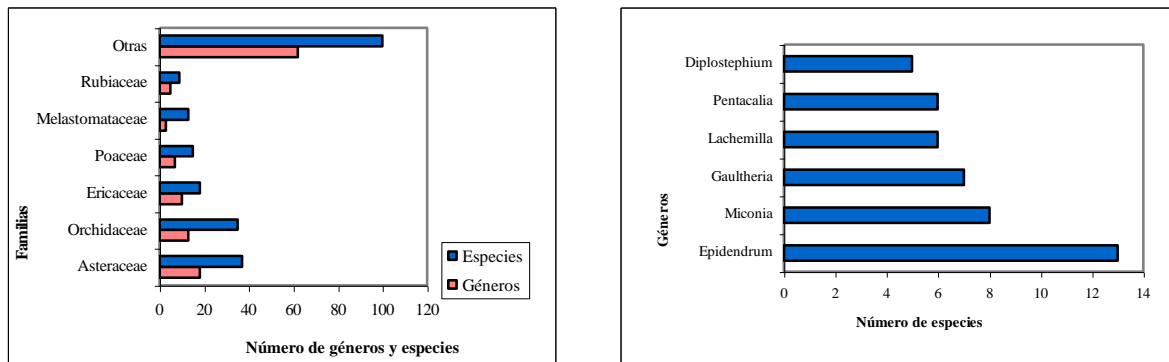 Otras
Rubiaceae
Melastomataceae
Poaceae
Ericaceae
Orchidaceae
Asteraceae
Familias
Especies
Géneros
0 20 40 60 80 100 120
Número de géneros y especies
Diplostephium
Pentacalia
Lachemilla
Gaultheria
Miconia
Epidendrum
Géneros
0 2 4 6 8 10 12 14
Número de especies